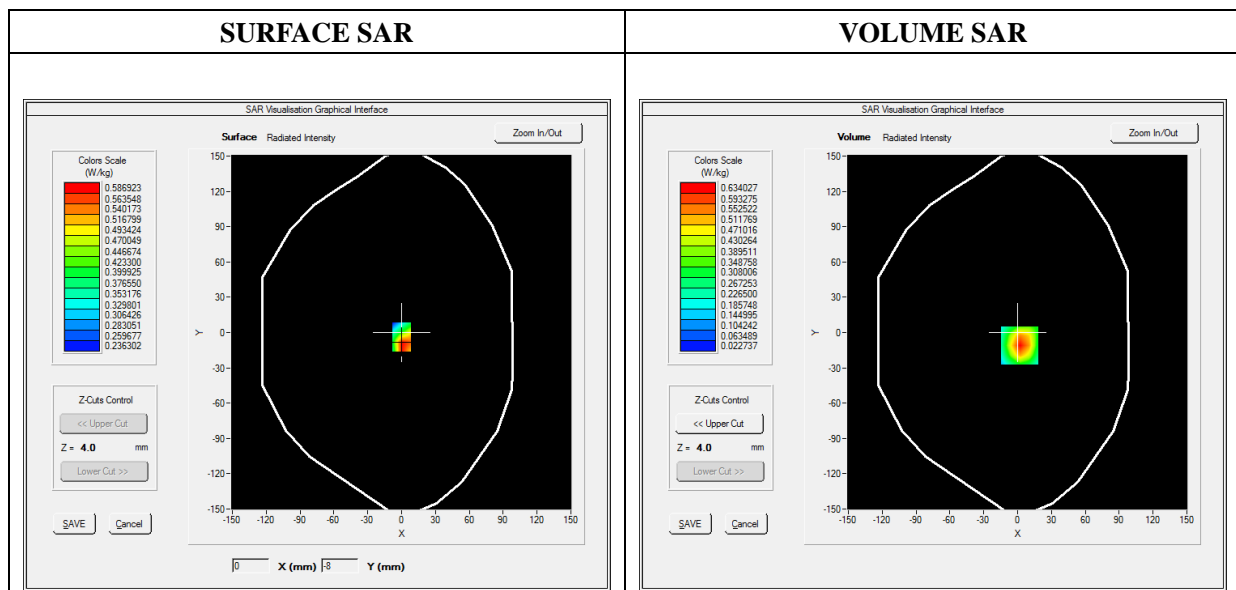 SURFACE SAR
SAR Visualisation Graphical Interface
Surface Radiated Intensity
Zoom In/Out
Colors Scale
(W/kg)
0.586923
0.563548
0.540173
0.516799
0.493424
0.470049
0.446674
0.423300
0.399925
0.376550
0.353176
0.329801
0.306426
0.283051
0.259677
0.236302
150
120
90
60
30
0
-30
-60
-90
-120
-150
Y
-150 -120 -90 -60 -30 0 30 60 90 120 150
X
Z-Cuts Control
<< Upper Cut
Z = 4.0 mm
Lower Cut >>
SAVE Cancel
0 X (mm) -8 Y (mm)
VOLUME SAR
SAR Visualisation Graphical Interface
Volume Radiated Intensity
Zoom In/Out
Colors Scale
(W/kg)
0.634027
0.593275
0.552522
0.511769
0.471016
0.430264
0.389511
0.348758
0.308006
0.267253
0.226500
0.185748
0.144995
0.104242
0.063489
0.022737
150
120
90
60
30
0
-30
-60
-90
-120
-150
Y
-150 -120 -90 -60 -30 0 30 60 90 120 150
X
Z-Cuts Control
<< Upper Cut
Z = 4.0 mm
Lower Cut >>
SAVE Cancel